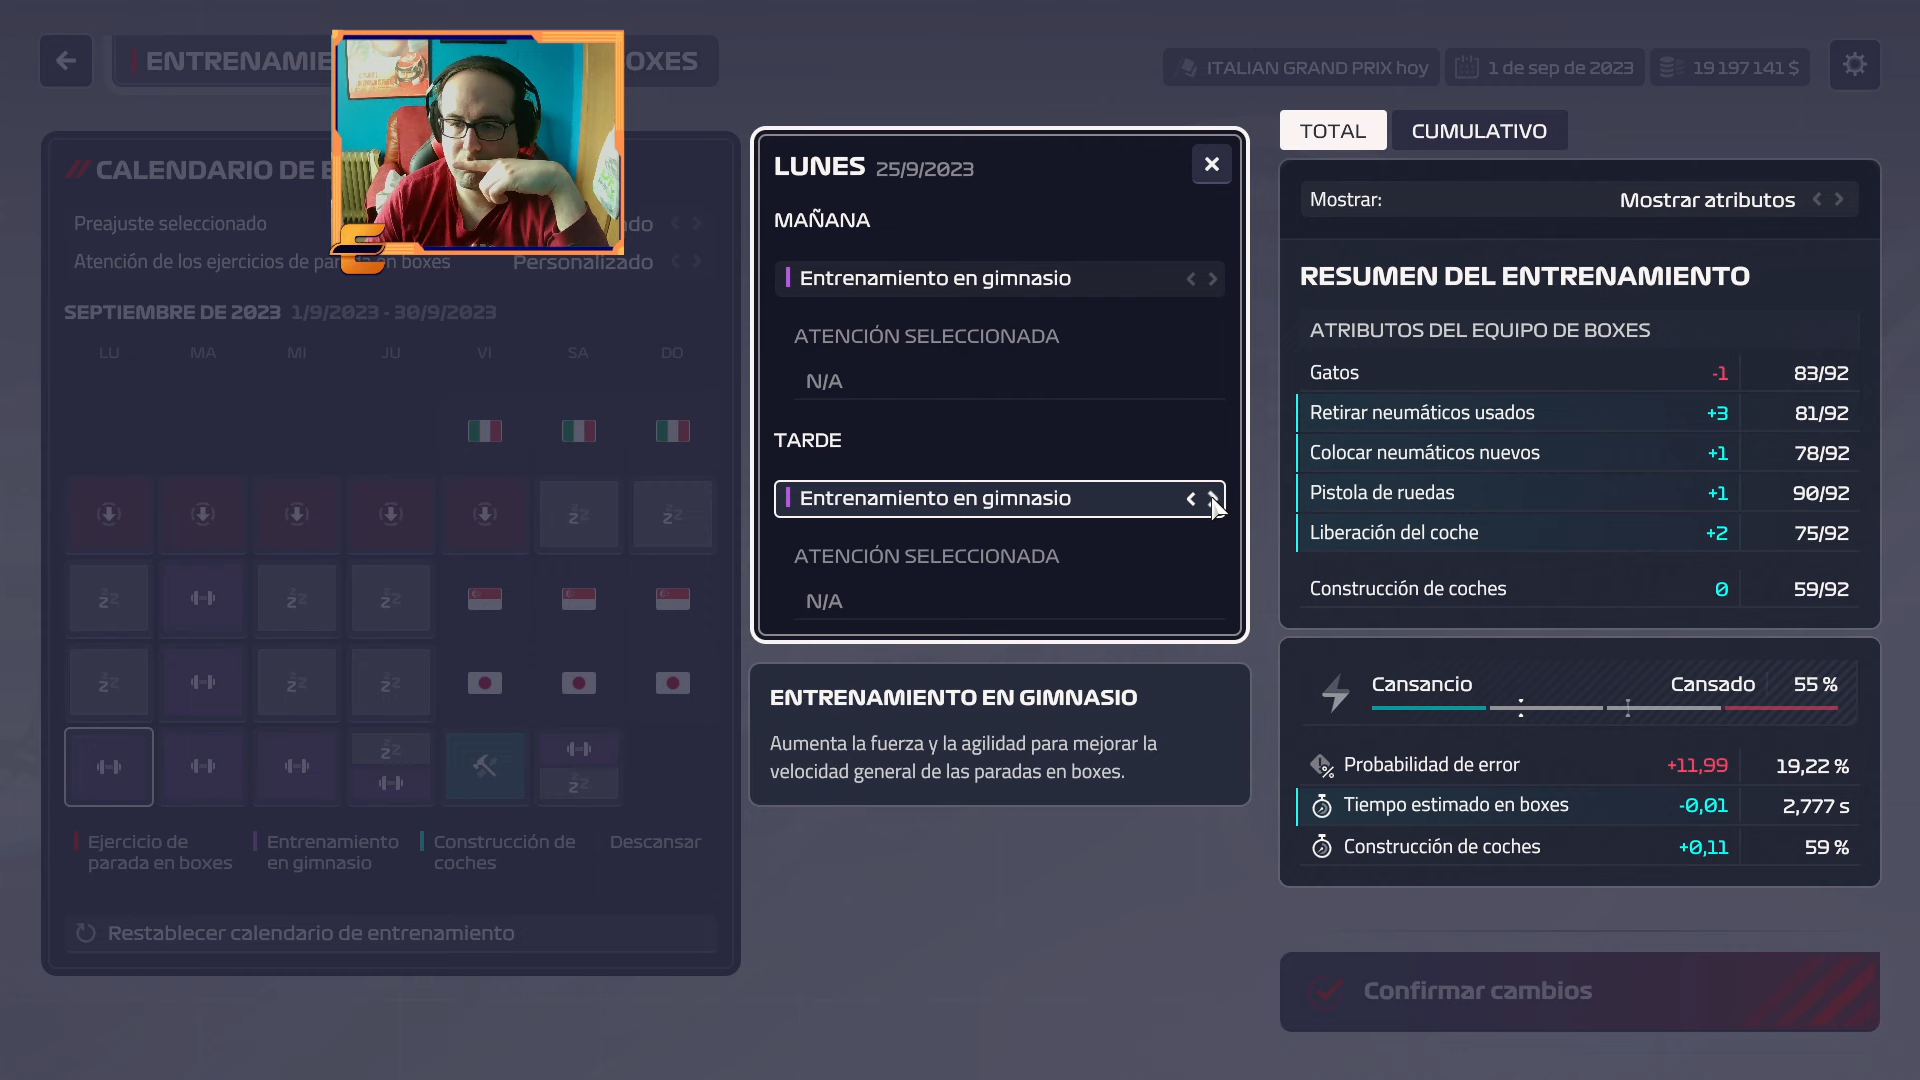 ENTRENAMIE
OXES
ITALIAN GRAND PRIX hoy
1 de sep de 2023
19 197 141 $
CALENDARIO DE E
Preajuste seleccionado
do
Atención de los ejercicios de parada en boxes
Personalizado
SEPTIEMBRE DE 2023 1/9/2023 - 30/9/2023
LU MA MI JU VI SA DO
Ejercicio de
parada en boxes
Entrenamiento
en gimnasio
Construcción de
coches
Descansar
Restablecer calendario de entrenamiento
LUNES 25/9/2023
MAÑANA
Entrenamiento en gimnasio
ATENCIÓN SELECCIONADA
N/A
TARDE
Entrenamiento en gimnasio
ATENCIÓN SELECCIONADA
N/A
ENTRENAMIENTO EN GIMNASIO
Aumenta la fuerza y la agilidad para mejorar la
velocidad general de las paradas en boxes.
TOTAL CUMULATIVO
Mostrar: Mostrar atributos
RESUMEN DEL ENTRENAMIENTO
ATRIBUTOS DEL EQUIPO DE BOXES
Gatos -1 83/92
Retirar neumáticos usados +3 81/92
Colocar neumáticos nuevos +1 78/92
Pistola de ruedas +1 90/92
Liberación del coche +2 75/92
Construcción de coches 0 59/92
Cansancio Cansado 55 %
Probabilidad de error +11,99 19,22 %
Tiempo estimado en boxes -0,01 2,777 s
Construcción de coches +0,11 59 %
Confirmar cambios